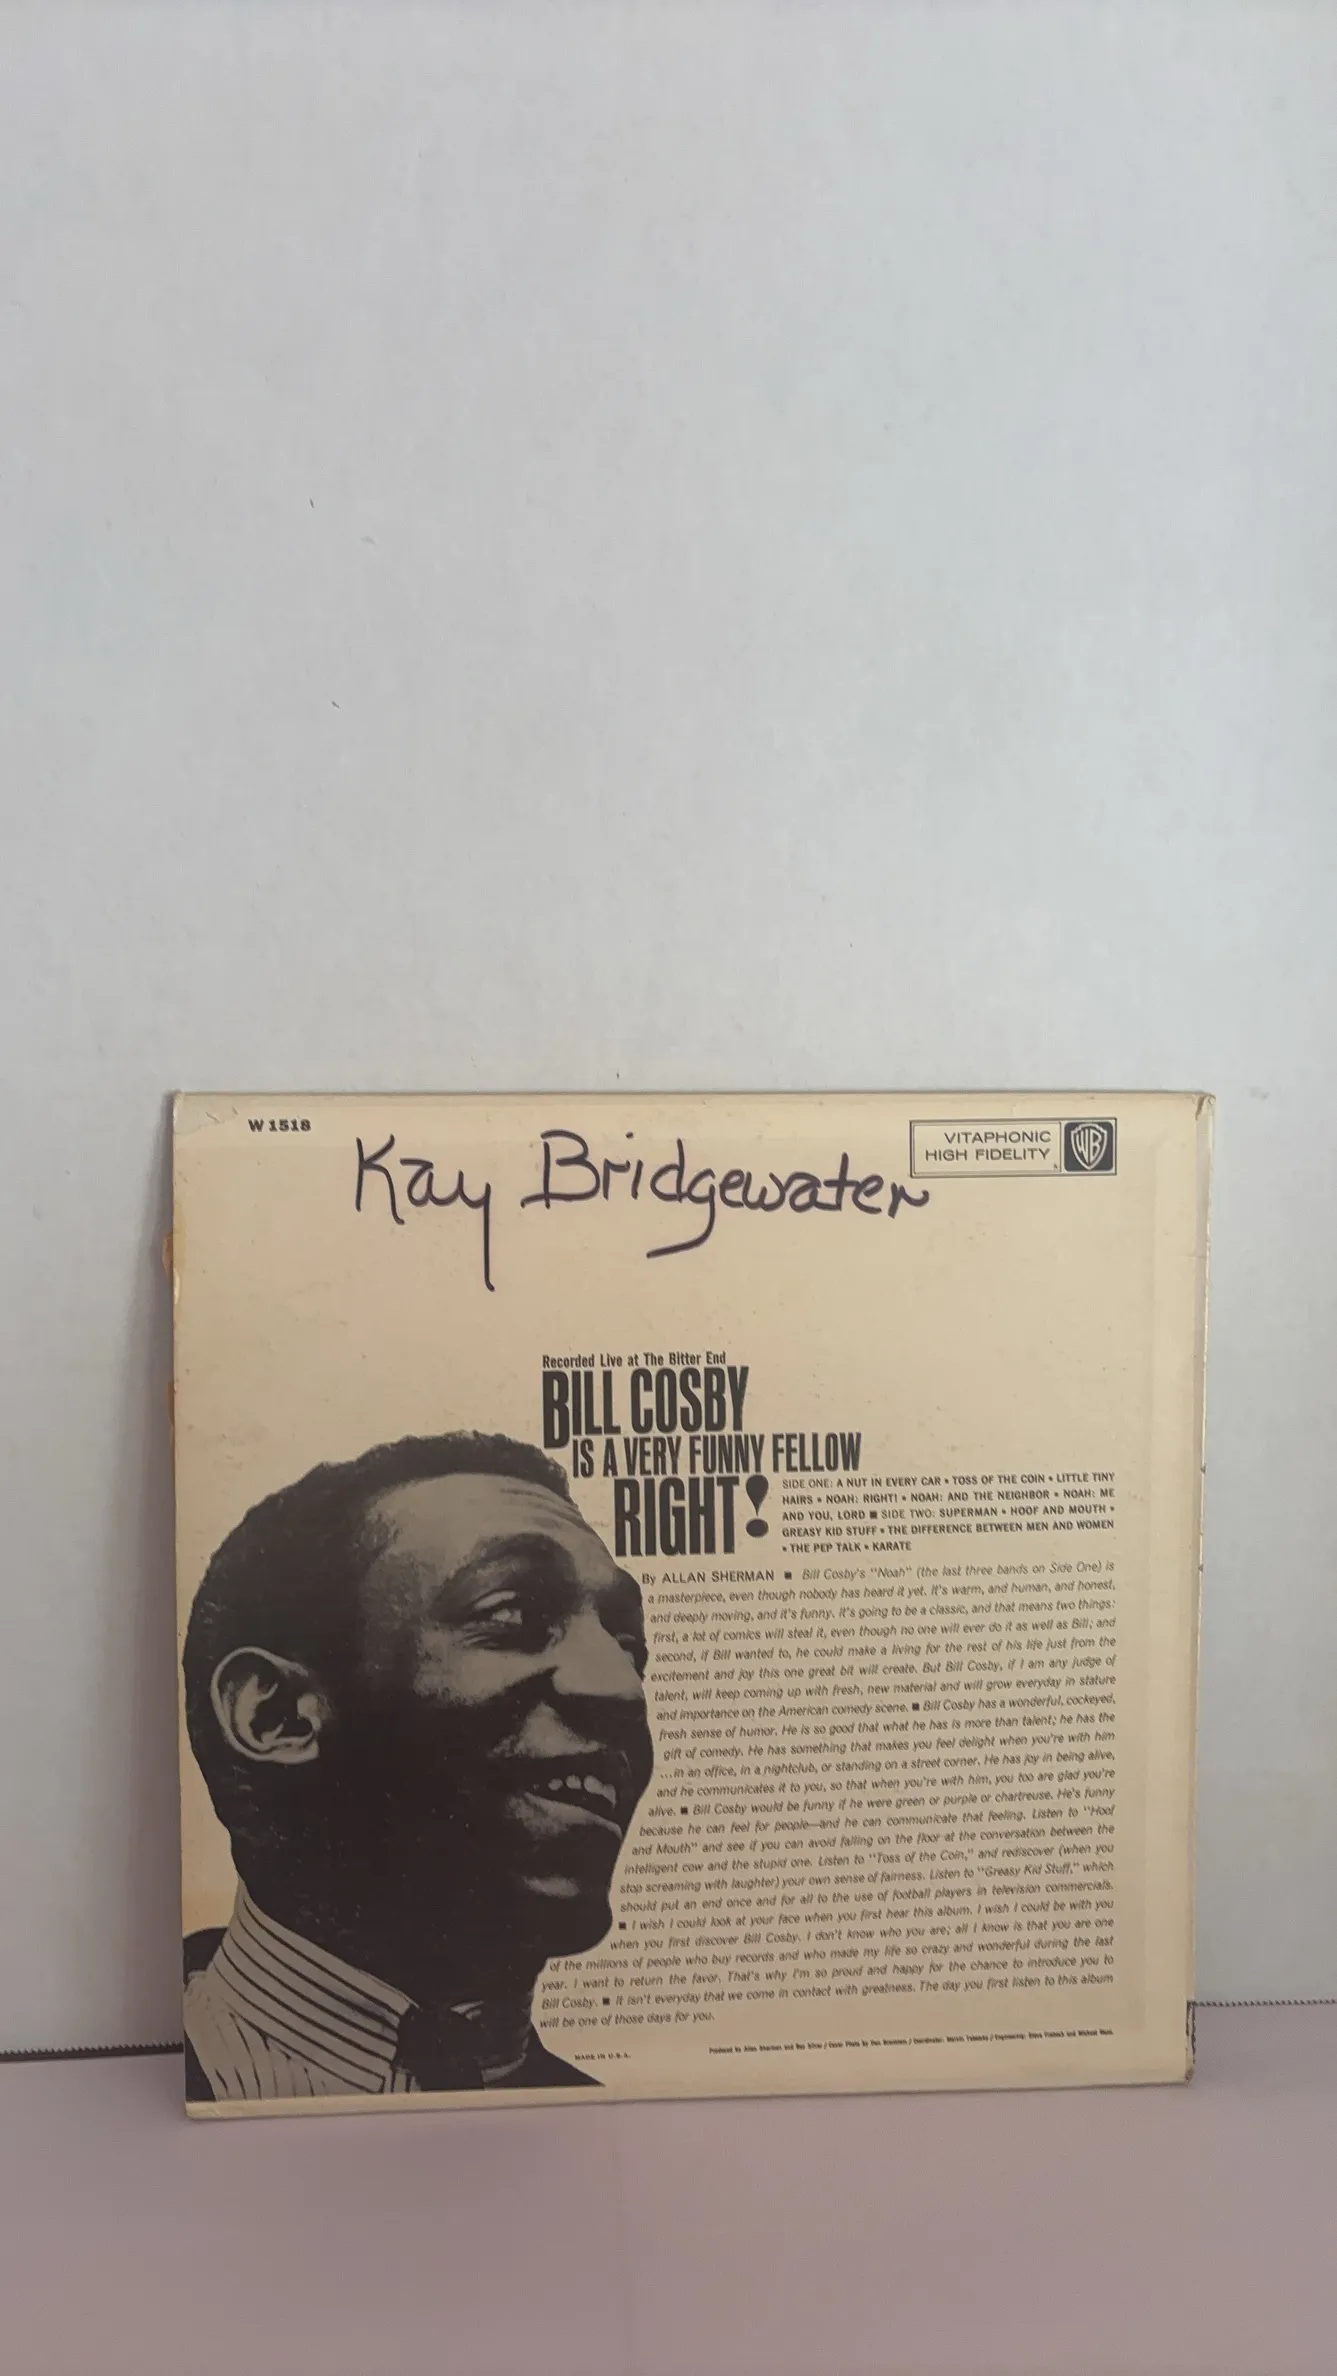 W 1518
Kay Bridgewater
VITAPHONIC
HIGH FIDELITY
WB
Recorded Live at The Bitter End
BILL COSBY
IS A VERY FUNNY FELLOW
RIGHT!
SIDE ONE: A NUT IN EVERY CAR • TOSS OF THE COIN • LITTLE TINY
HAIRS • NOAH: RIGHT! • NOAH: AND THE NEIGHBOR • NOAH: ME
AND YOU, LORD ■ SIDE TWO: SUPERMAN • HOOF AND MOUTH •
GREASY KID STUFF • THE DIFFERENCE BETWEEN MEN AND WOMEN
• THE PEP TALK • KARATE
By ALLAN SHERMAN ■ Bill Cosby's "Noah" (the last three bands on Side One) is
a masterpiece, even though nobody has heard it yet. It's warm, and human, and honest,
and deeply moving, and it's funny. It's going to be a classic, and that means two things:
first, a lot of comics will steal it, even though no one will ever do it as well as Bill; and
second, if Bill wanted to, he could make a living for the rest of his life just from the
excitement and joy this one great bit will create. But Bill Cosby, if I am any judge of
talent, will keep coming up with fresh, new material and will grow everyday in stature
and importance on the American comedy scene. ■ Bill Cosby has a wonderful, cockeyed,
fresh sense of humor. He is so good that what he has is more than talent; he has the
gift of comedy. He has something that makes you feel delight when you're with him
...in an office, in a nightclub, or standing on a street corner. He has joy in being alive,
and he communicates it to you, so that when you're with him, you too are glad you're
alive. ■ Bill Cosby would be funny if he were green or purple or chartreuse. He's funny
because he can feel for people—and he can communicate that feeling. Listen to "Hoof
and Mouth" and see if you can avoid falling on the floor at the conversation between the
intelligent cow and the stupid one. Listen to "Toss of the Coin," and rediscover (when you
stop screaming with laughter) your own sense of fairness. Listen to "Greasy Kid Stuff," which
should put an end once and for all to the use of football players in television commercials.
■ I wish I could look at your face when you first hear this album. I wish I could be with you
when you first discover Bill Cosby. I don't know who you are; all I know is that you are one
of the millions of people who buy records and who made my life so crazy and wonderful during the last
year. I want to return the favor. That's why I'm so proud and happy for the chance to introduce you to
Bill Cosby. ■ It isn't everyday that we come in contact with greatness. The day you first listen to this album
will be one of those days for you.
MADE IN U.S.A.
Produced by Allan Sherman and Roy Silver / Cover Photo by